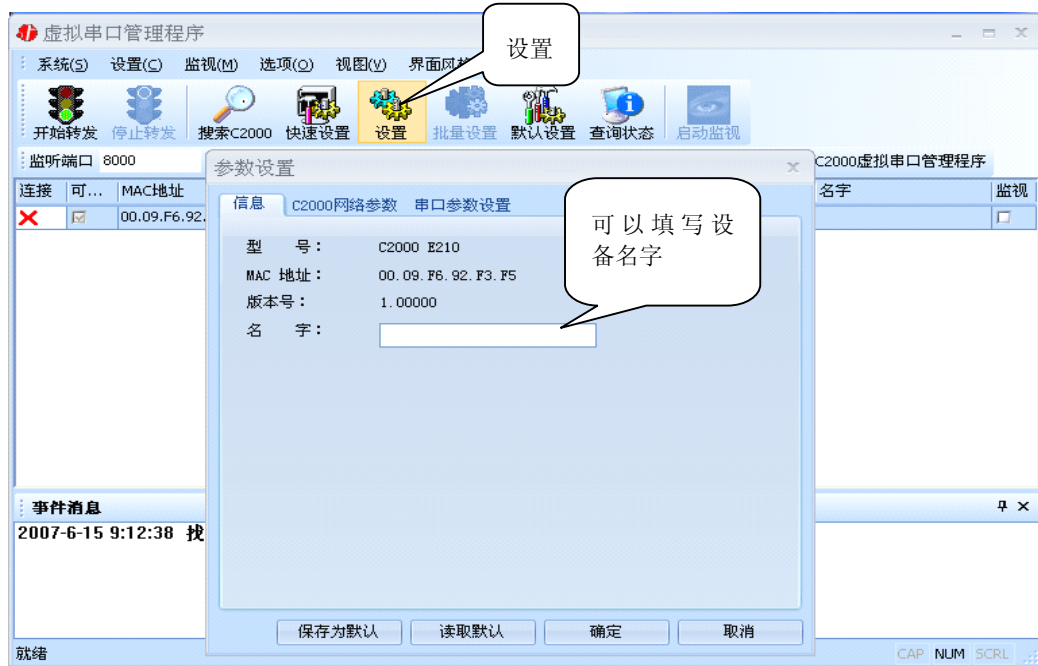 虚拟串口管理程序
设置
系统(S) 设置(C) 监视(M) 选项(O) 视图(V) 界面风格
开始转发 停止转发 搜索C2000 快速设置 设置 批量设置 默认设置 查询状态 启动监视
监听端口 8000
C2000虚拟串口管理程序
连接 可... MAC地址 名字 监视
00.09.F6.92.
参数设置
信息 C2000网络参数 串口参数设置
可以填写设
备名字
型 号： C2000 E210
MAC 地址： 00.09.F6.92.F3.F5
版本号： 1.00000
名 字：
保存为默认 读取默认 确定 取消
事件消息
2007-6-15 9:12:38 找
就绪
CAP NUM SCRL